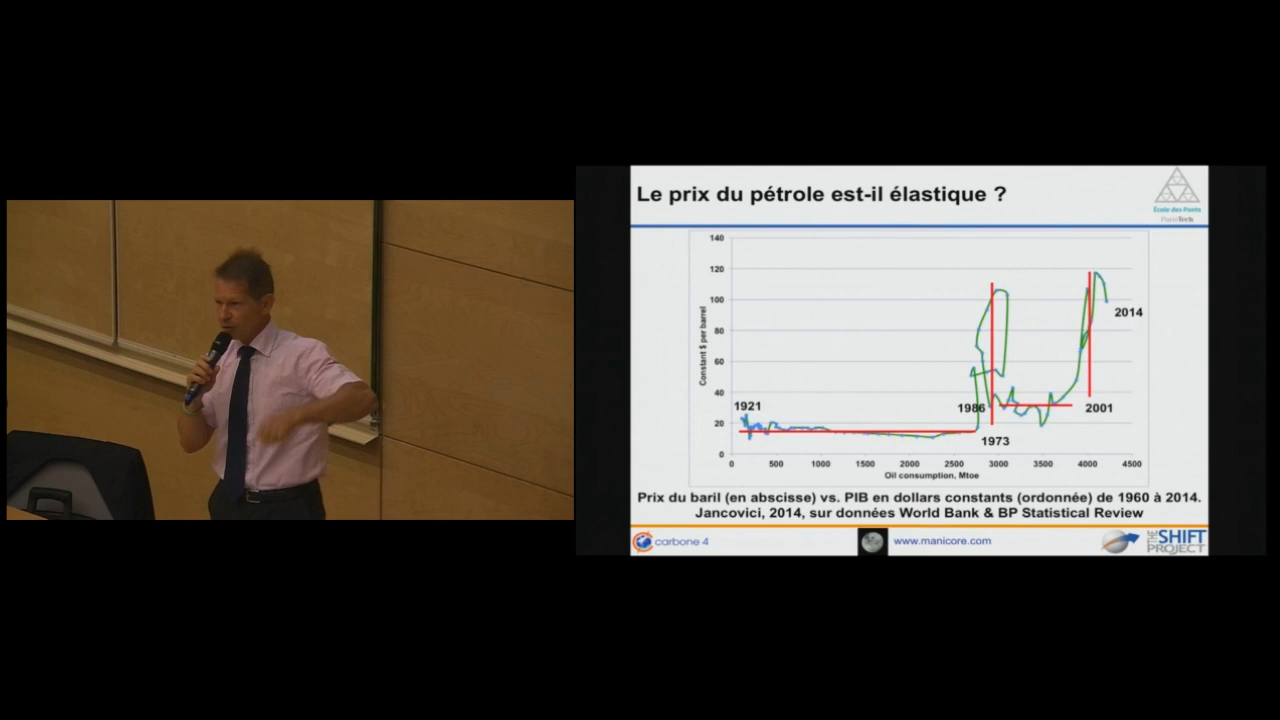 Le prix du pétrole est-il élastique ?
École des Ponts
ParisTech
Constant $ per barrel
140
120
100
80
60
40
20
0
1921
1986
1973
2001
2014
0 500 1000 1500 2000 2500 3000 3500 4000 4500
Oil consumption, Mtoe
Prix du baril (en abscisse) vs. PIB en dollars constants (ordonnée) de 1960 à 2014.
Jancovici, 2014, sur données World Bank & BP Statistical Review
carbone 4
www.manicore.com
THE SHIFT
PROJECT